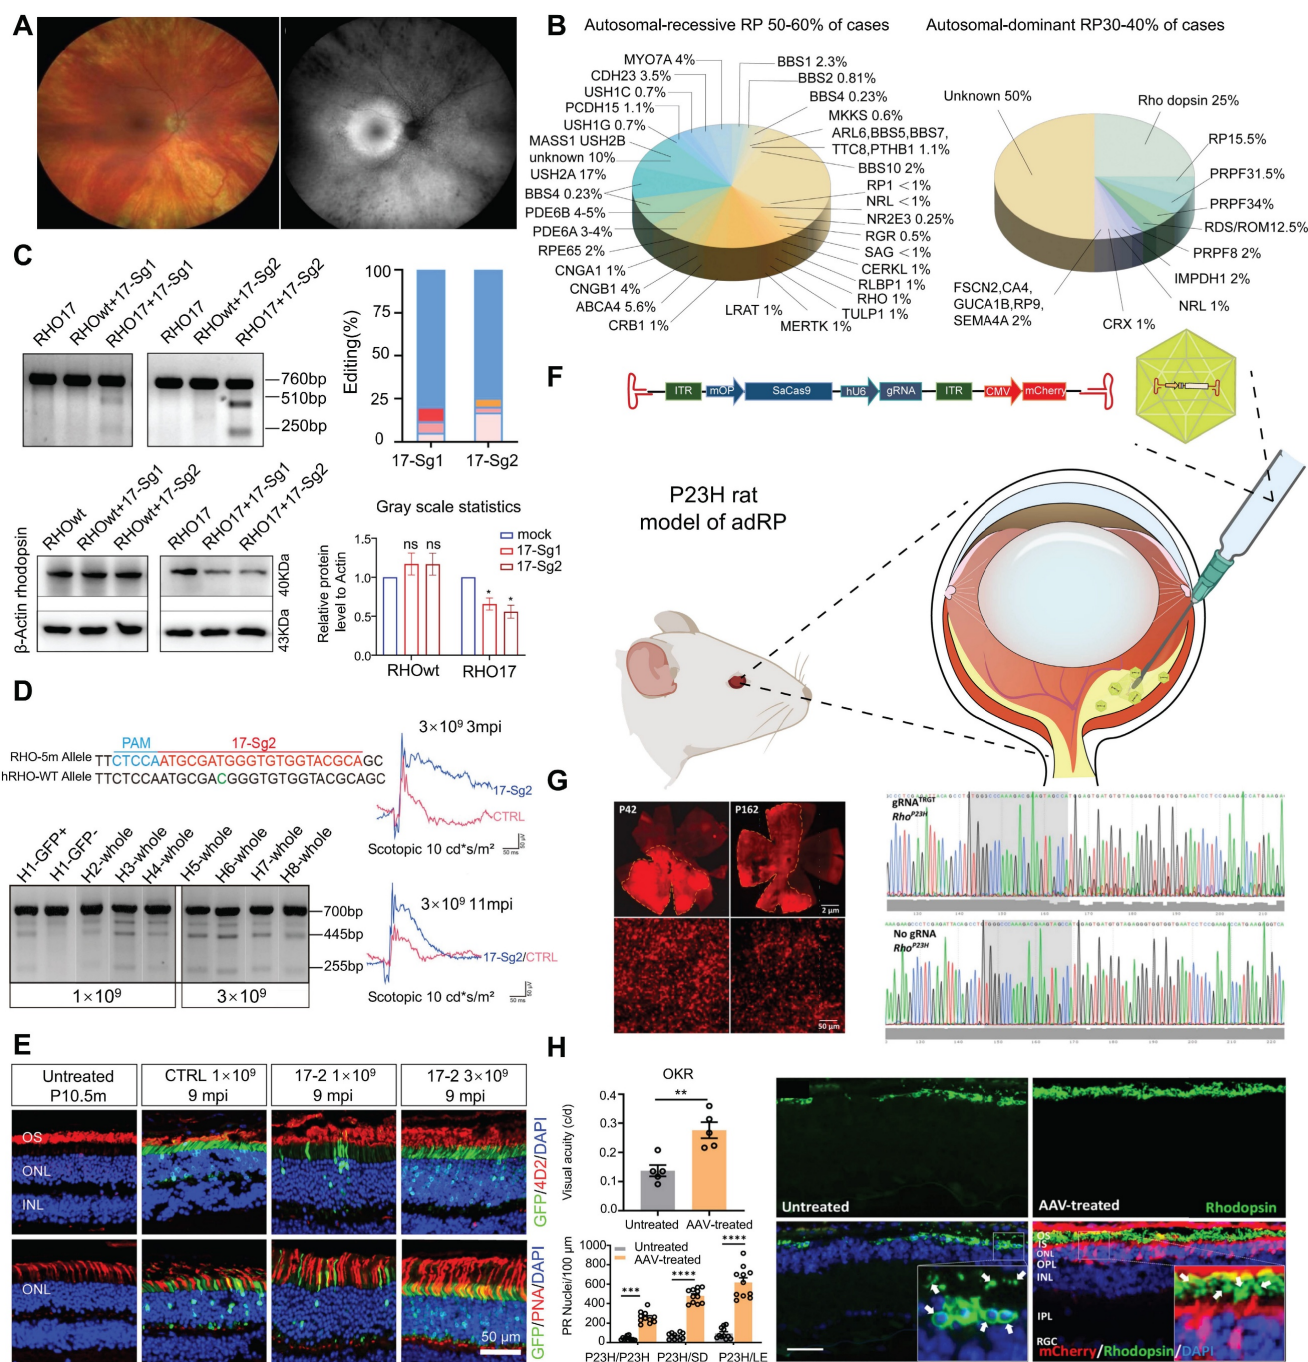 A
B
Autosomal-recessive RP 50-60% of cases
Autosomal-dominant RP30-40% of cases
MYO7A 4%
CDH23 3.5%
USH1C 0.7%
PCDH15 1.1%
USH1G 0.7%
MASS1 USH2B
unknown 10%
USH2A 17%
BBS4 0.23%
PDE6B 4-5%
PDE6A 3-4%
RPE65 2%
CNGA1 1%
CNGB1 4%
ABCA4 5.6%
CRB1 1%
BBS1 2.3%
BBS2 0.81%
BBS4 0.23%
MKKS 0.6%
ARL6,BBS5,BBS7,
TTC8,PTHB1 1.1%
BBS10 2%
RP1 <1%
NRL <1%
NR2E3 0.25%
RGR 0.5%
SAG <1%
CERKL 1%
RLBP1 1%
RHO 1%
TULP1 1%
MERTK 1%
LRAT 1%
Unknown 50%
Rho dopsin 25%
RP15.5%
PRPF31.5%
PRPF34%
RDS/ROM12.5%
PRPF8 2%
IMPDH1 2%
NRL 1%
CRX 1%
FSCN2,CA4,
GUCA1B,RP9,
SEMA4A 2%
C
RHO17
RHOwt+17-Sg1
RHO17+17-Sg1
RHO17
RHOwt+17-Sg2
RHO17+17-Sg2
760bp
510bp
250bp
Editing(%)
100
50
25
0
17-Sg1
17-Sg2
RHOwt
RHOwt+17-Sg1
RHOwt+17-Sg2
RHO17
RHO17+17-Sg1
RHO17+17-Sg2
β-Actin rhodopsin
40KDa
43KDa
Gray scale statistics
Relative protein
level to Actin
1.5
1.0
0.5
0.0
ns
ns
*
*
mock
17-Sg1
17-Sg2
RHOwt
RHO17
D
PAM
17-Sg2
RHO-5m Allele TTCTCCAATGCGATGGGTGTGGTACGCAGC
hRHO-WT Allele TTCTCCAATGCGACGGGTGTGGTACGCAGC
H1-GFP+
H1-GFP-
H2-whole
H3-whole
H4-whole
H5-whole
H6-whole
H7-whole
H8-whole
700bp
445bp
255bp
1×10⁹
3×10⁹
3×10⁹ 3mpi
17-Sg2
CTRL
50 µV
50 ms
Scotopic 10 cd*s/m²
3×10⁹ 11mpi
17-Sg2/CTRL
50 µV
50 ms
Scotopic 10 cd*s/m²
E
Untreated
P10.5m
CTRL 1×10⁹
9 mpi
17-2 1×10⁹
9 mpi
17-2 3×10⁹
9 mpi
OS
ONL
INL
GFP/4D2/DAPI
ONL
GFP/PNA/DAPI
50 µm
F
ITR
mOP
SaCas9
hU6
gRNA
ITR
CMV
mCherry
P23H rat
model of adRP
G
P42
P162
2 µm
50 µm
gRNAᵀᴿᴳᵀ
Rhoᴾ²³ᴴ
No gRNA
Rhoᴾ²³ᴴ
H
OKR
Visual acuity (c/d)
0.4
0.3
0.2
0.1
0.0
**
Untreated
AAV-treated
PR Nuclei/100 µm
1000
800
600
400
200
0
Untreated
AAV-treated
***
****
****
P23H/P23H
P23H/SD
P23H/LE
Untreated
AAV-treated
Rhodopsin
OS
IS
ONL
OPL
INL
IPL
RGC
mCherry/Rhodopsin/DAPI